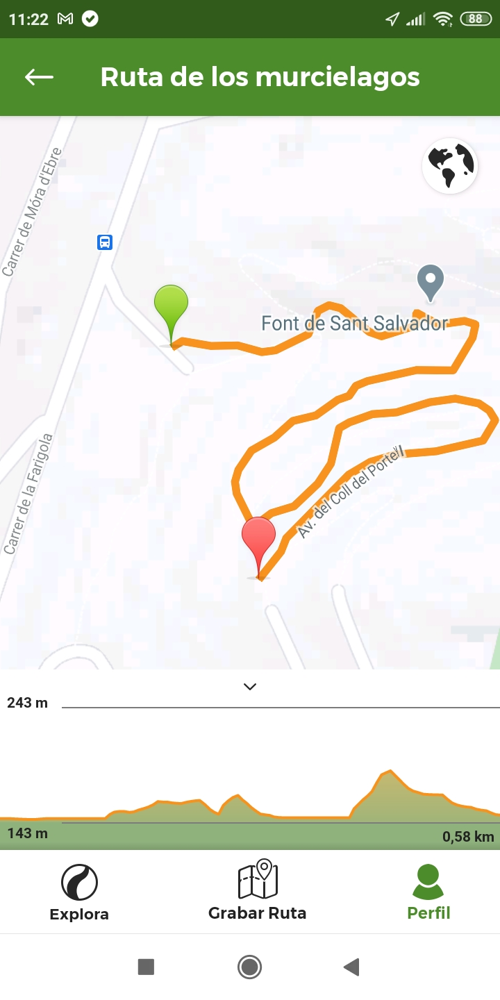 11:22
88
Ruta de los murcielagos
Carrer de Móra d'Ebre
Font de Sant Salvador
Carrer de la Farigola
Av. del Coll del Portell
243 m
143 m
0,58 km
Explora
Grabar Ruta
Perfil